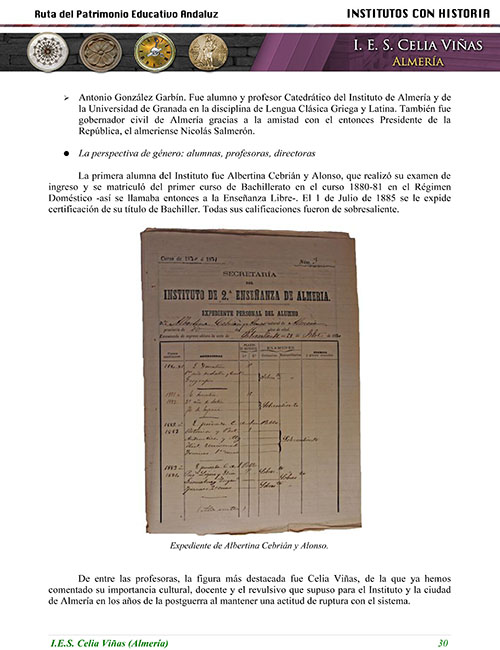 Ruta del Patrimonio Educativo Andaluz
INSTITUTOS CON HISTORIA
I. E. S. CELIA VIÑAS
ALMERÍA
➢ Antonio González Garbín. Fue alumno y profesor Catedrático del Instituto de Almería y de
la Universidad de Granada en la disciplina de Lengua Clásica Griega y Latina. También fue
gobernador civil de Almería gracias a la amistad con el entonces Presidente de la
República, el almeriense Nicolás Salmerón.
● La perspectiva de género: alumnas, profesoras, directoras
La primera alumna del Instituto fue Albertina Cebrián y Alonso, que realizó su examen de
ingreso y se matriculó del primer curso de Bachillerato en el curso 1880-81 en el Régimen
Doméstico -así se llamaba entonces a la Enseñanza Libre-. El 1 de Julio de 1885 se le expide
certificación de su título de Bachiller. Todas sus calificaciones fueron de sobresaliente.
Curso de
SECRETARÍA
DEL
INSTITUTO DE 2.ª ENSEÑANZA DE ALMERIA.
EXPEDIENTE PERSONAL DEL ALUMNO
Expediente de Albertina Cebrián y Alonso.
De entre las profesoras, la figura más destacada fue Celia Viñas, de la que ya hemos
comentado su importancia cultural, docente y el revulsivo que supuso para el Instituto y la ciudad
de Almería en los años de la postguerra al mantener una actitud de ruptura con el sistema.
I.E.S. Celia Viñas (Almería)
30